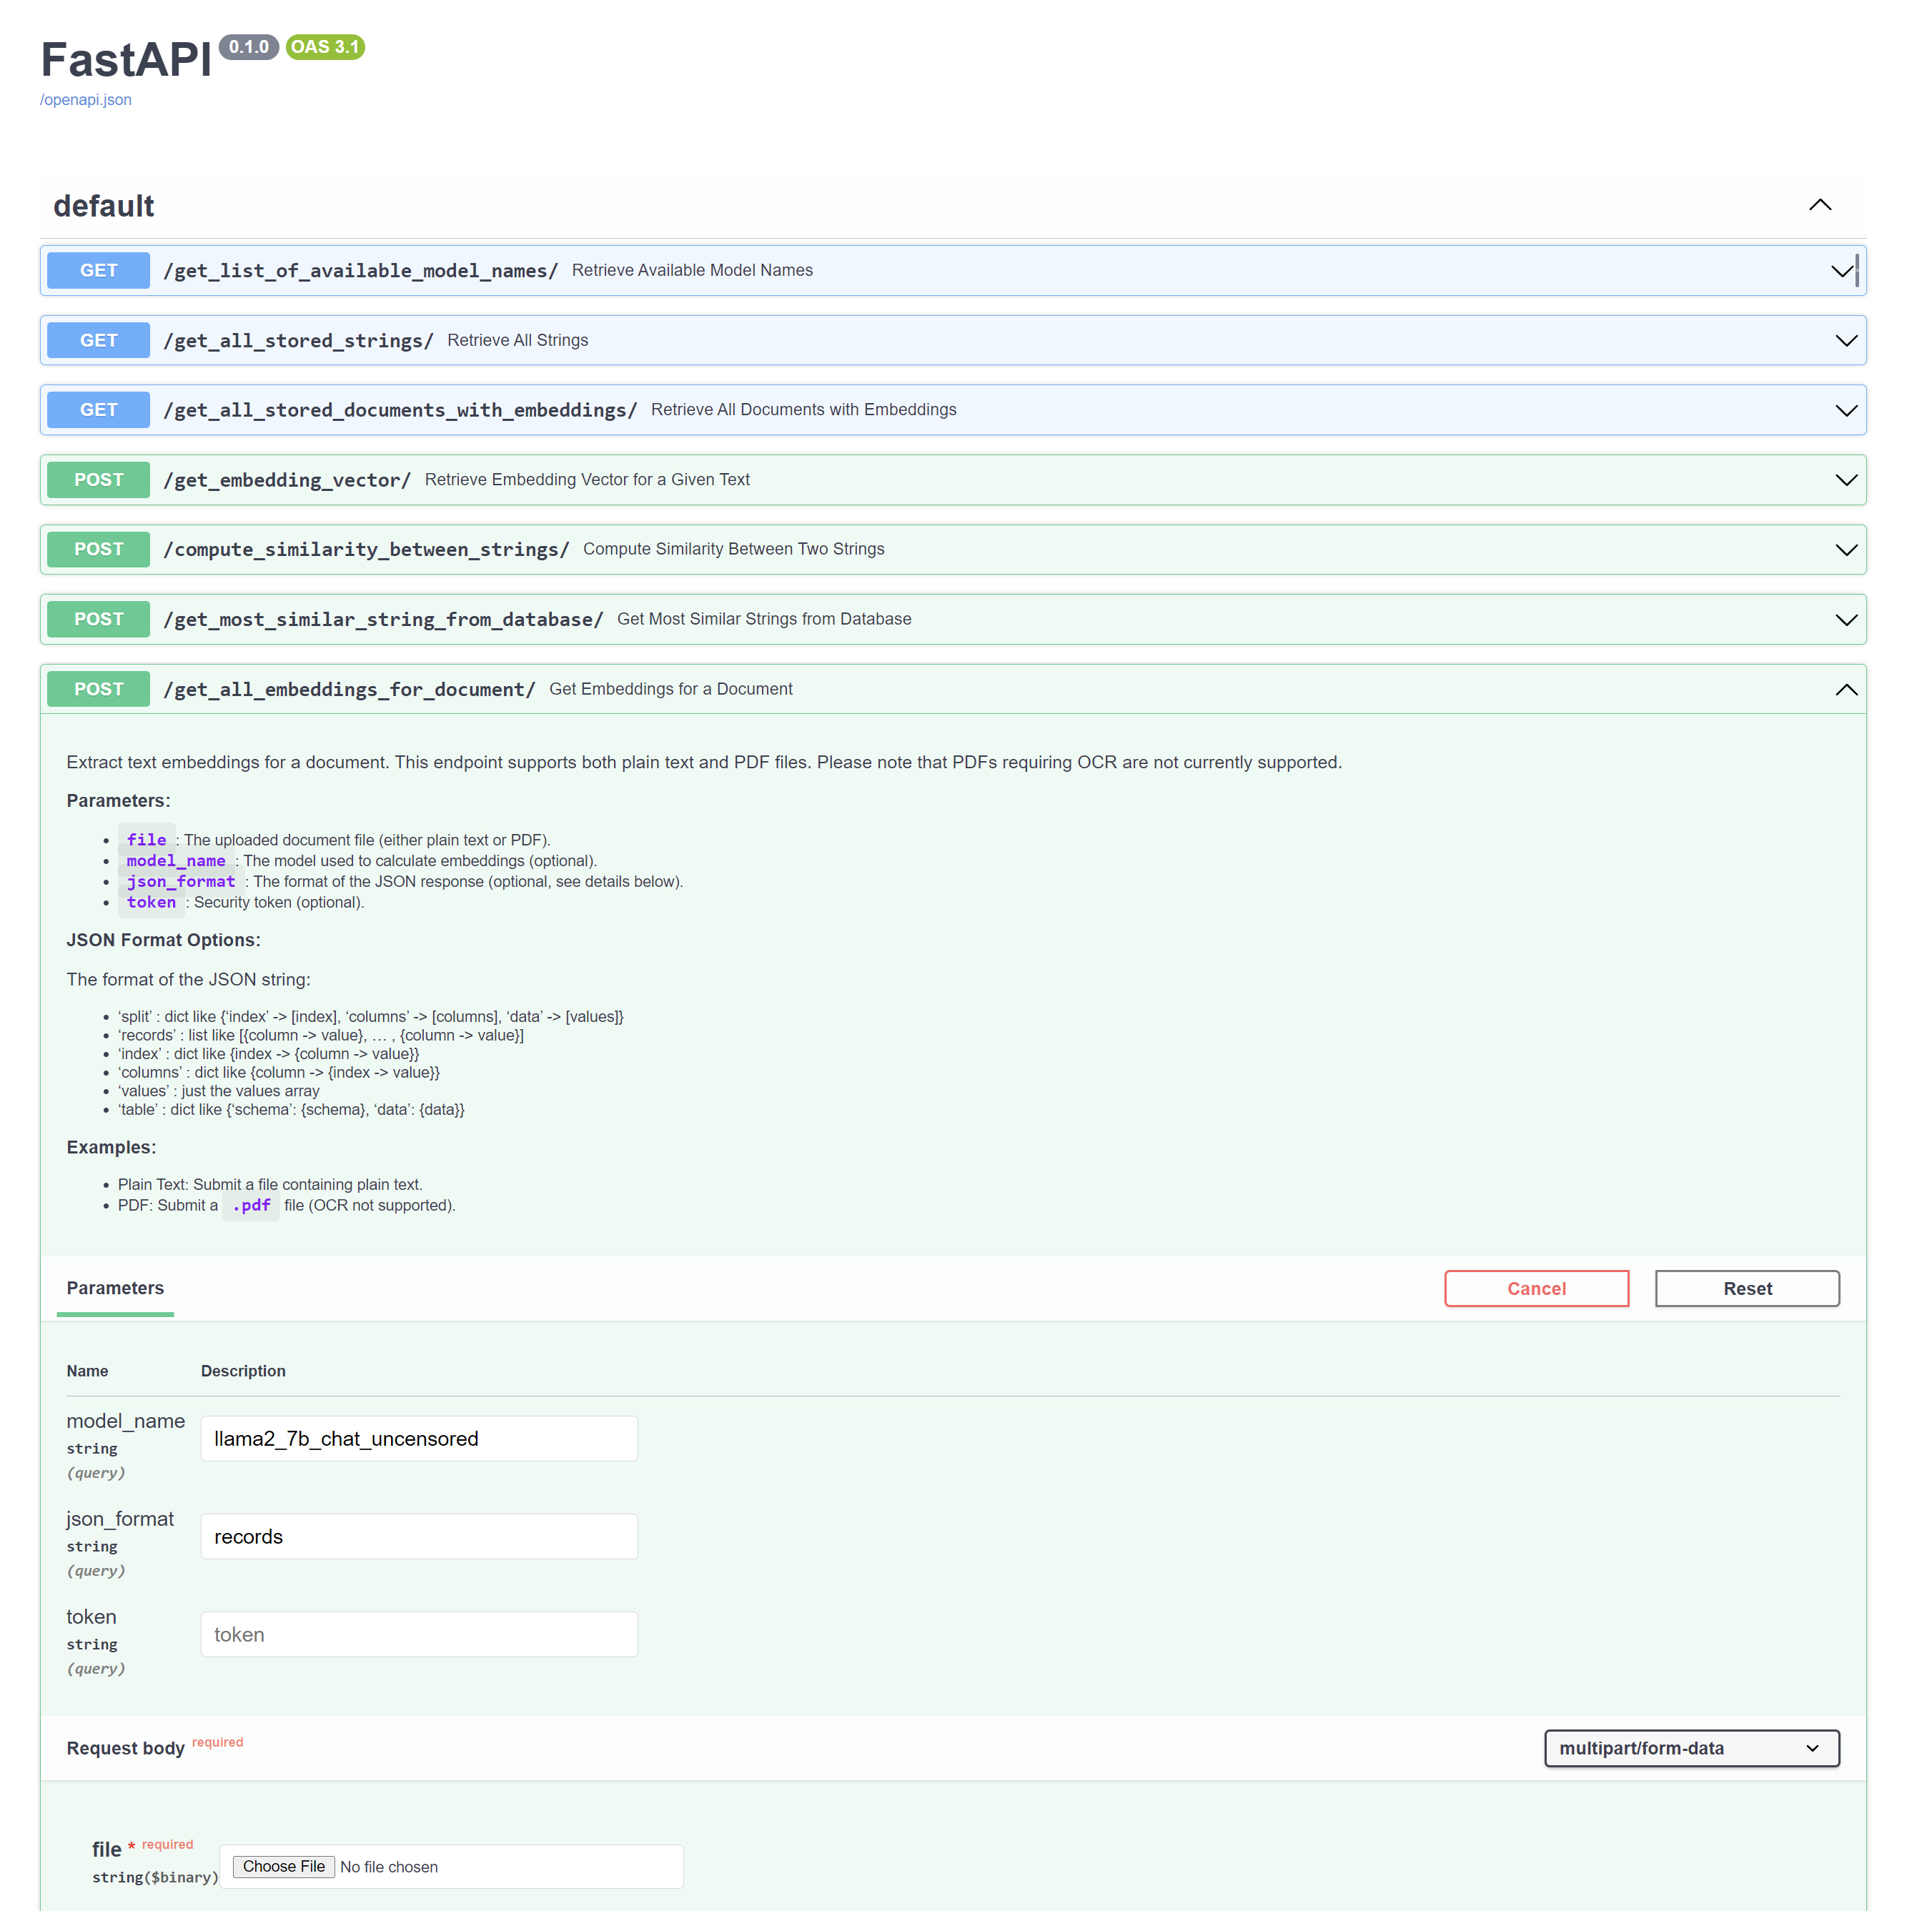 FastAPI 0.1.0 OAS 3.1
/openapi.json
default
GET /get_list_of_available_model_names/ Retrieve Available Model Names
GET /get_all_stored_strings/ Retrieve All Strings
GET /get_all_stored_documents_with_embeddings/ Retrieve All Documents with Embeddings
POST /get_embedding_vector/ Retrieve Embedding Vector for a Given Text
POST /compute_similarity_between_strings/ Compute Similarity Between Two Strings
POST /get_most_similar_string_from_database/ Get Most Similar Strings from Database
POST /get_all_embeddings_for_document/ Get Embeddings for a Document
Extract text embeddings for a document. This endpoint supports both plain text and PDF files. Please note that PDFs requiring OCR are not currently supported.
Parameters:
• file : The uploaded document file (either plain text or PDF).
• model_name : The model used to calculate embeddings (optional).
• json_format : The format of the JSON response (optional, see details below).
• token : Security token (optional).
JSON Format Options:
The format of the JSON string:
• ‘split’ : dict like {‘index’ -> [index], ‘columns’ -> [columns], ‘data’ -> [values]}
• ‘records’ : list like [{column -> value}, … , {column -> value}]
• ‘index’ : dict like {index -> {column -> value}}
• ‘columns’ : dict like {column -> {index -> value}}
• ‘values’ : just the values array
• ‘table’ : dict like {‘schema’: {schema}, ‘data’: {data}}
Examples:
• Plain Text: Submit a file containing plain text.
• PDF: Submit a .pdf file (OCR not supported).
Parameters Cancel Reset
Name Description
model_name
string
(query)
llama2_7b_chat_uncensored
json_format
string
(query)
records
token
string
(query)
token
Request body required multipart/form-data
file * required
string($binary)
Choose File No file chosen